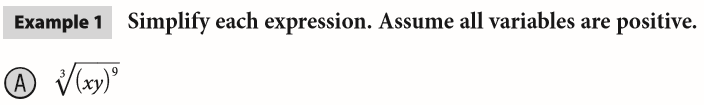 Example 1 Simplify each expression. Assume all variables are positive.
A ∛(xy)⁹